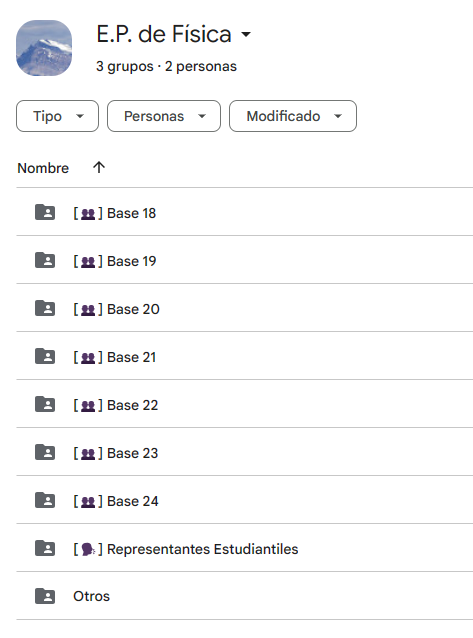 E.P. de Física
3 grupos · 2 personas
Tipo Personas Modificado
Nombre
[👥] Base 18
[👥] Base 19
[👥] Base 20
[👥] Base 21
[👥] Base 22
[👥] Base 23
[👥] Base 24
[🗣️] Representantes Estudiantiles
Otros